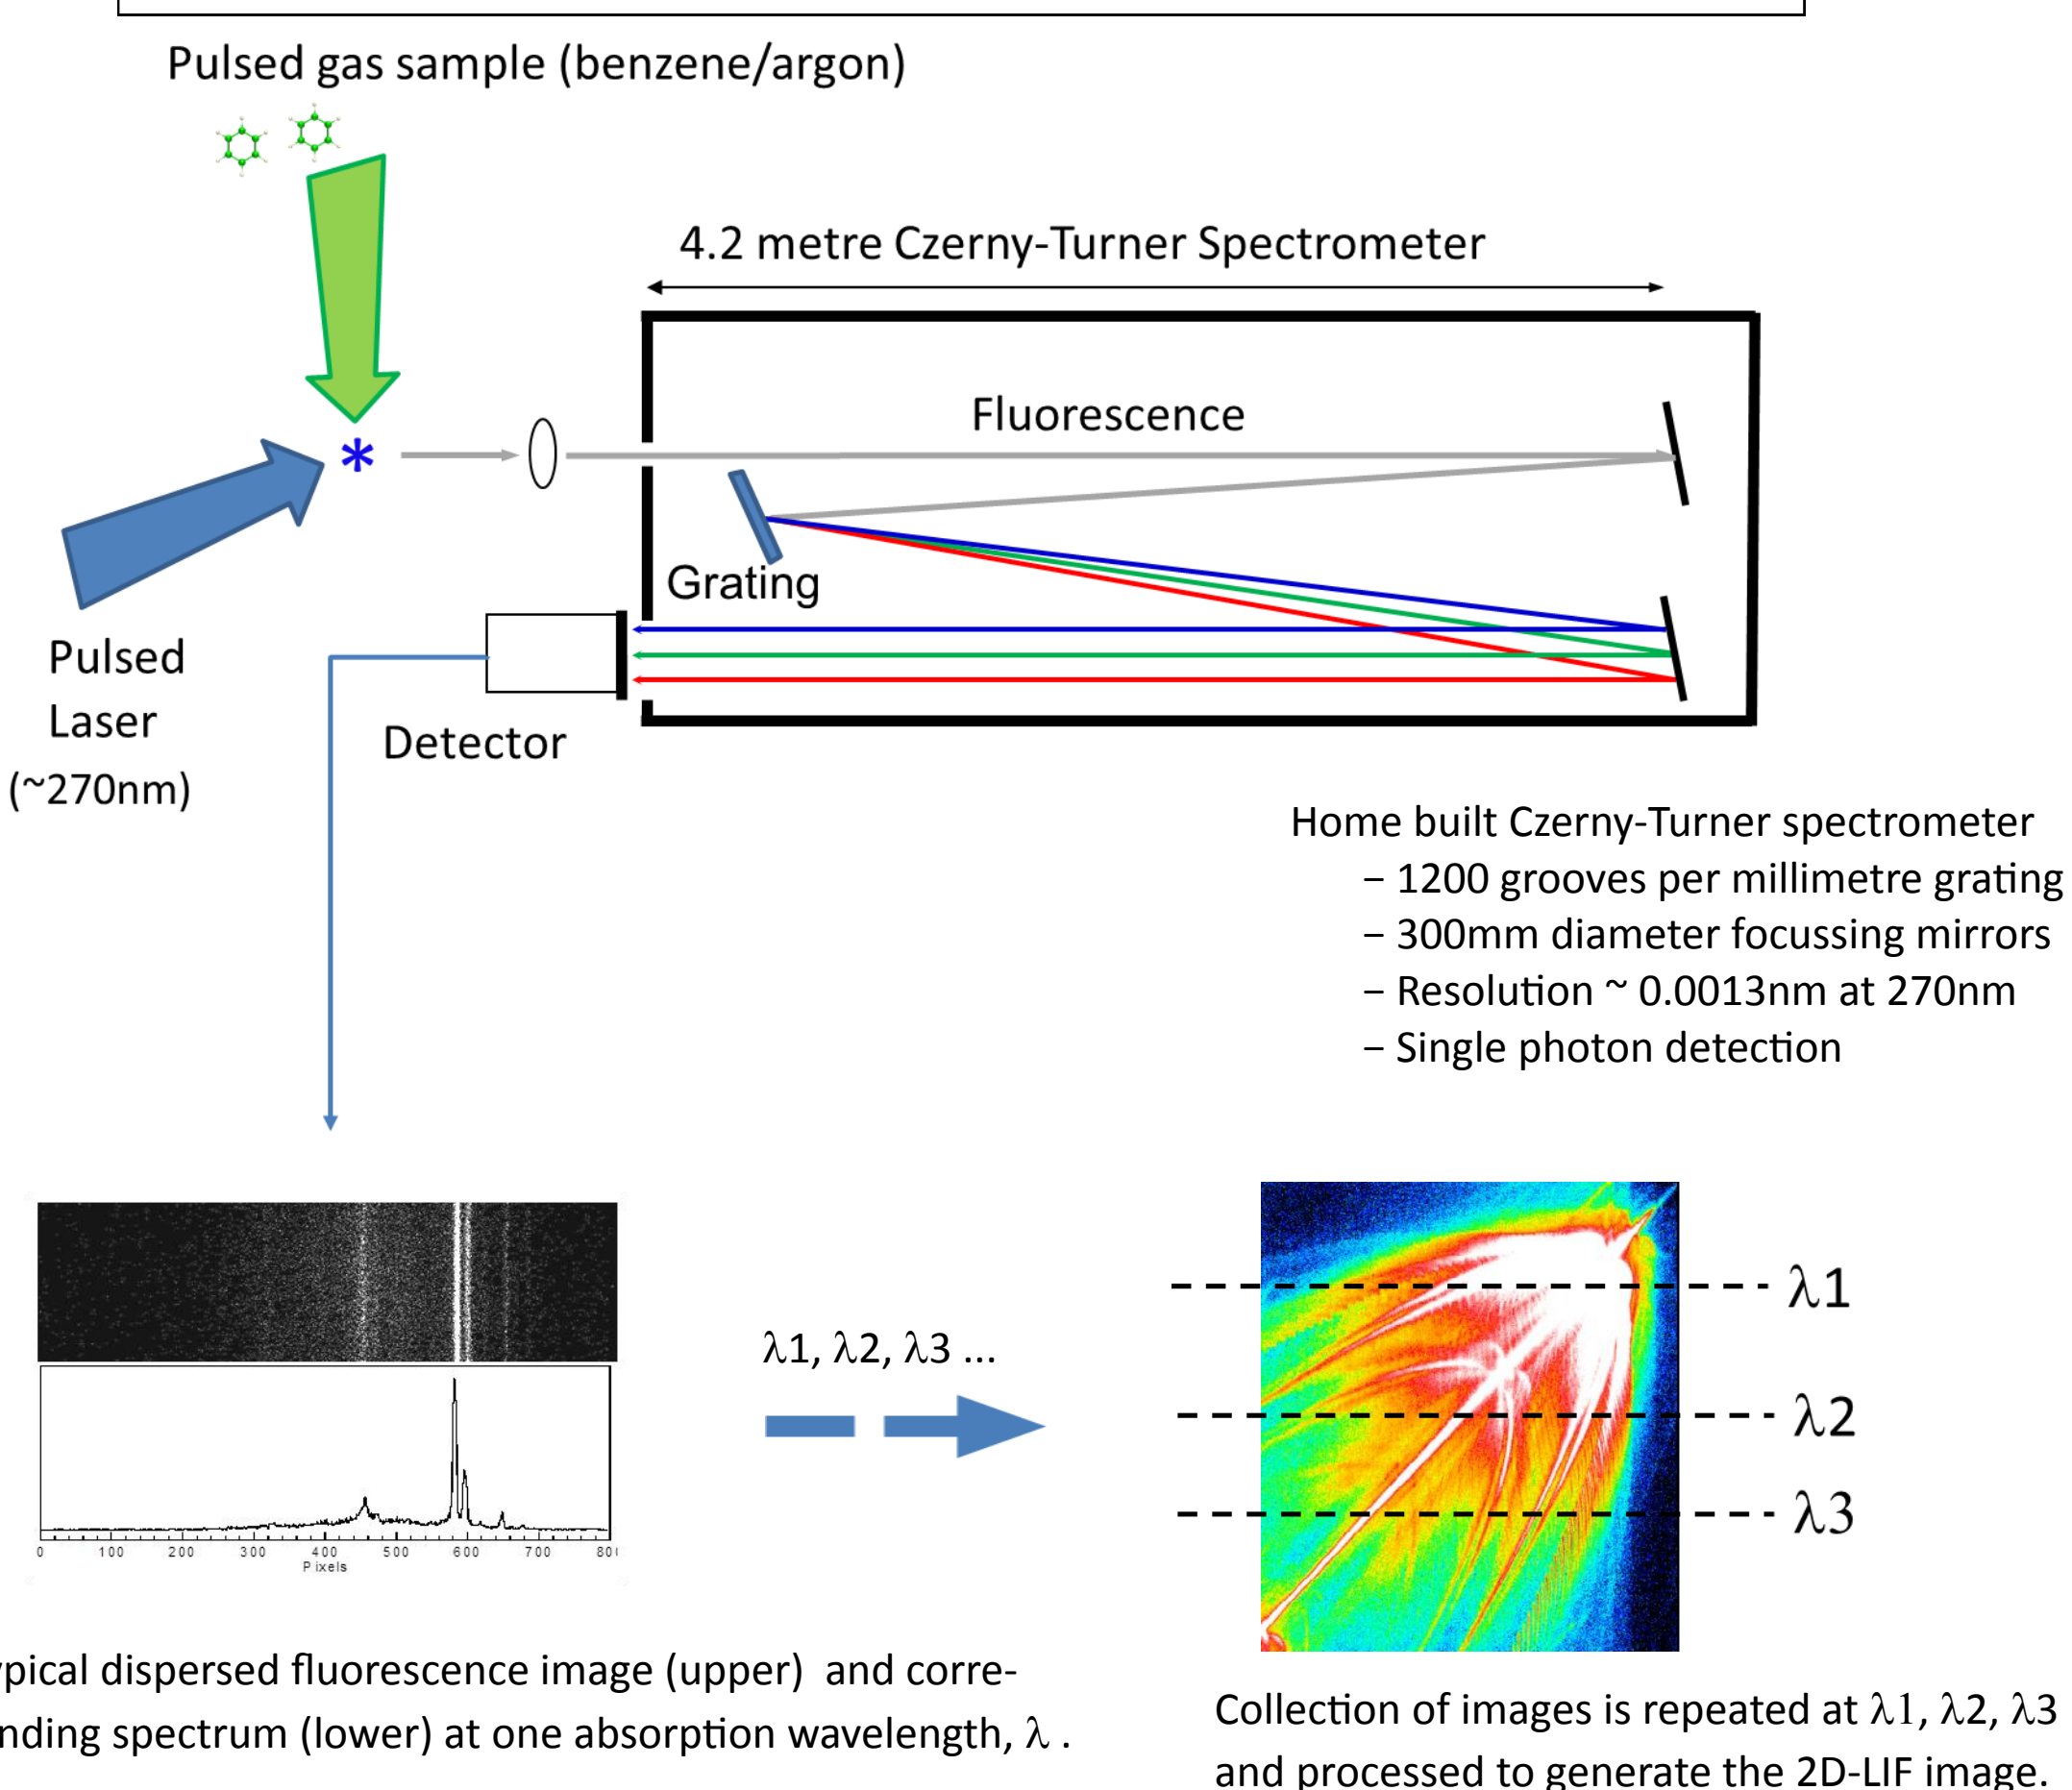 Pulsed gas sample (benzene/argon)
4.2 metre Czerny-Turner Spectrometer
Fluorescence
*
Grating
Pulsed
Laser
(~270nm)
Detector
Home built Czerny-Turner spectrometer
– 1200 grooves per millimetre grating
– 300mm diameter focussing mirrors
– Resolution ~ 0.0013nm at 270nm
– Single photon detection
λ1, λ2, λ3 ...
λ1
λ2
λ3
0 100 200 300 400 500 600 700
Pixels
ypical dispersed fluorescence image (upper) and corre-
nding spectrum (lower) at one absorption wavelength, λ .
Collection of images is repeated at λ1, λ2, λ3
and processed to generate the 2D-LIF image.